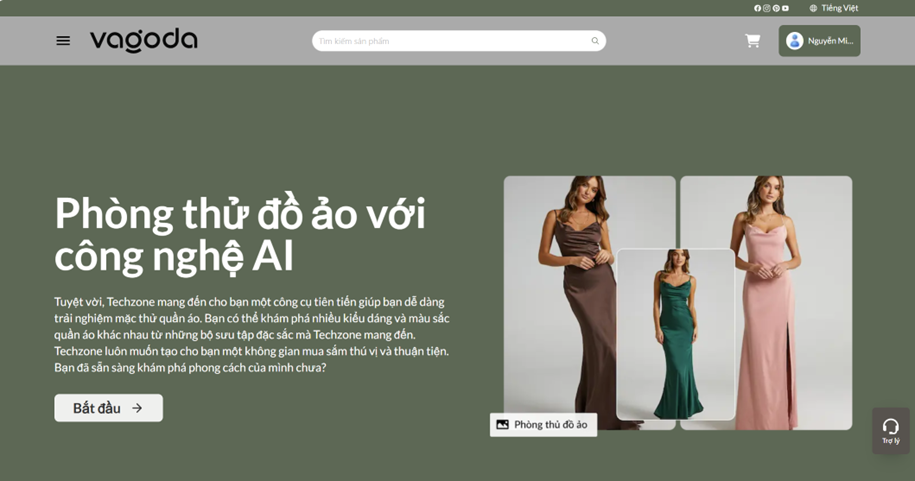 Tiếng Việt
vagoda
Tìm kiếm sản phẩm
Nguyễn Mi...
Phòng thử đồ ảo với
công nghệ AI
Tuyệt vời, Techzone mang đến cho bạn một công cụ tiên tiến giúp bạn dễ dàng
trải nghiệm mặc thử quần áo. Bạn có thể khám phá nhiều kiểu dáng và màu sắc
quần áo khác nhau từ những bộ sưu tập đặc sắc mà Techzone mang đến.
Techzone luôn muốn tạo cho bạn một không gian mua sắm thú vị và thuận tiện.
Bạn đã sẵn sàng khám phá phong cách của mình chưa?
Bắt đầu
Phòng thủ đồ ảo
Trợ lý